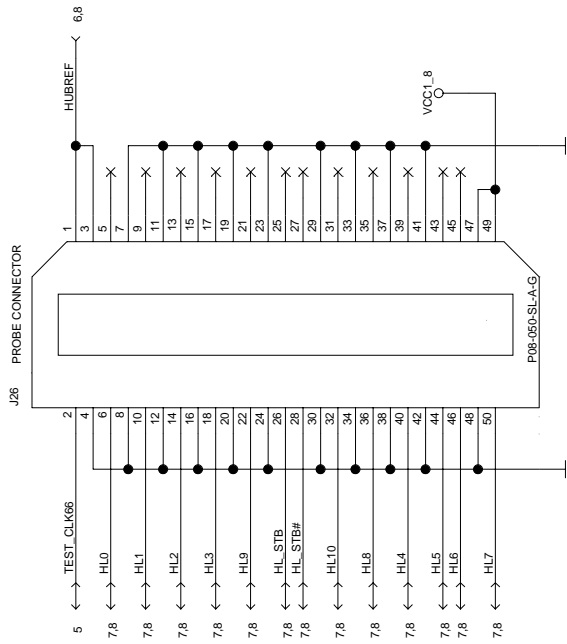 J26 PROBE CONNECTOR
P08-050-SL-A-G
6,8
HUBREF
VCC1_8
1
3
5
7
9
11
13
15
17
19
21
23
25
27
29
31
33
35
37
39
41
43
45
47
49
2
4
6
8
10
12
14
16
18
20
22
24
26
28
30
32
34
36
38
40
42
44
46
48
50
5 TEST_CLK66
7,8 HL0
7,8 HL1
7,8 HL2
7,8 HL3
7,8 HL9
7,8 HL_STB
7,8 HL_STB#
7,8 HL10
7,8 HL8
7,8 HL4
7,8 HL5
7,8 HL6
7,8 HL7